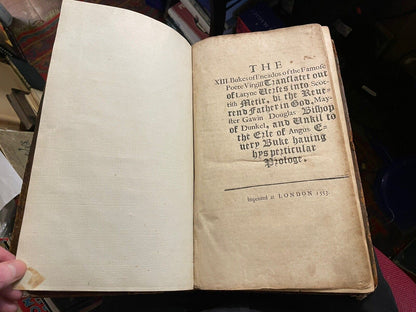 THE
XIII. Bukes of Eneados of the Famose
Poete Virgill Translatet out
of Latyne Verses into Scot-
tish Metir, bi the Reue-
rend Father in God, May-
ster Gawin Douglas Bishop
of Dunkel, and Unkil to
the Erle of Angus. E-
uery Buke hauing
hys perticular
Prologe.
Imprinted at LONDON 1553.